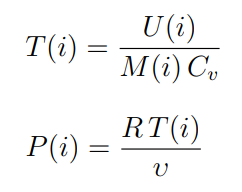 T(i) = U(i) / M(i) C_v
P(i) = R T(i) / v